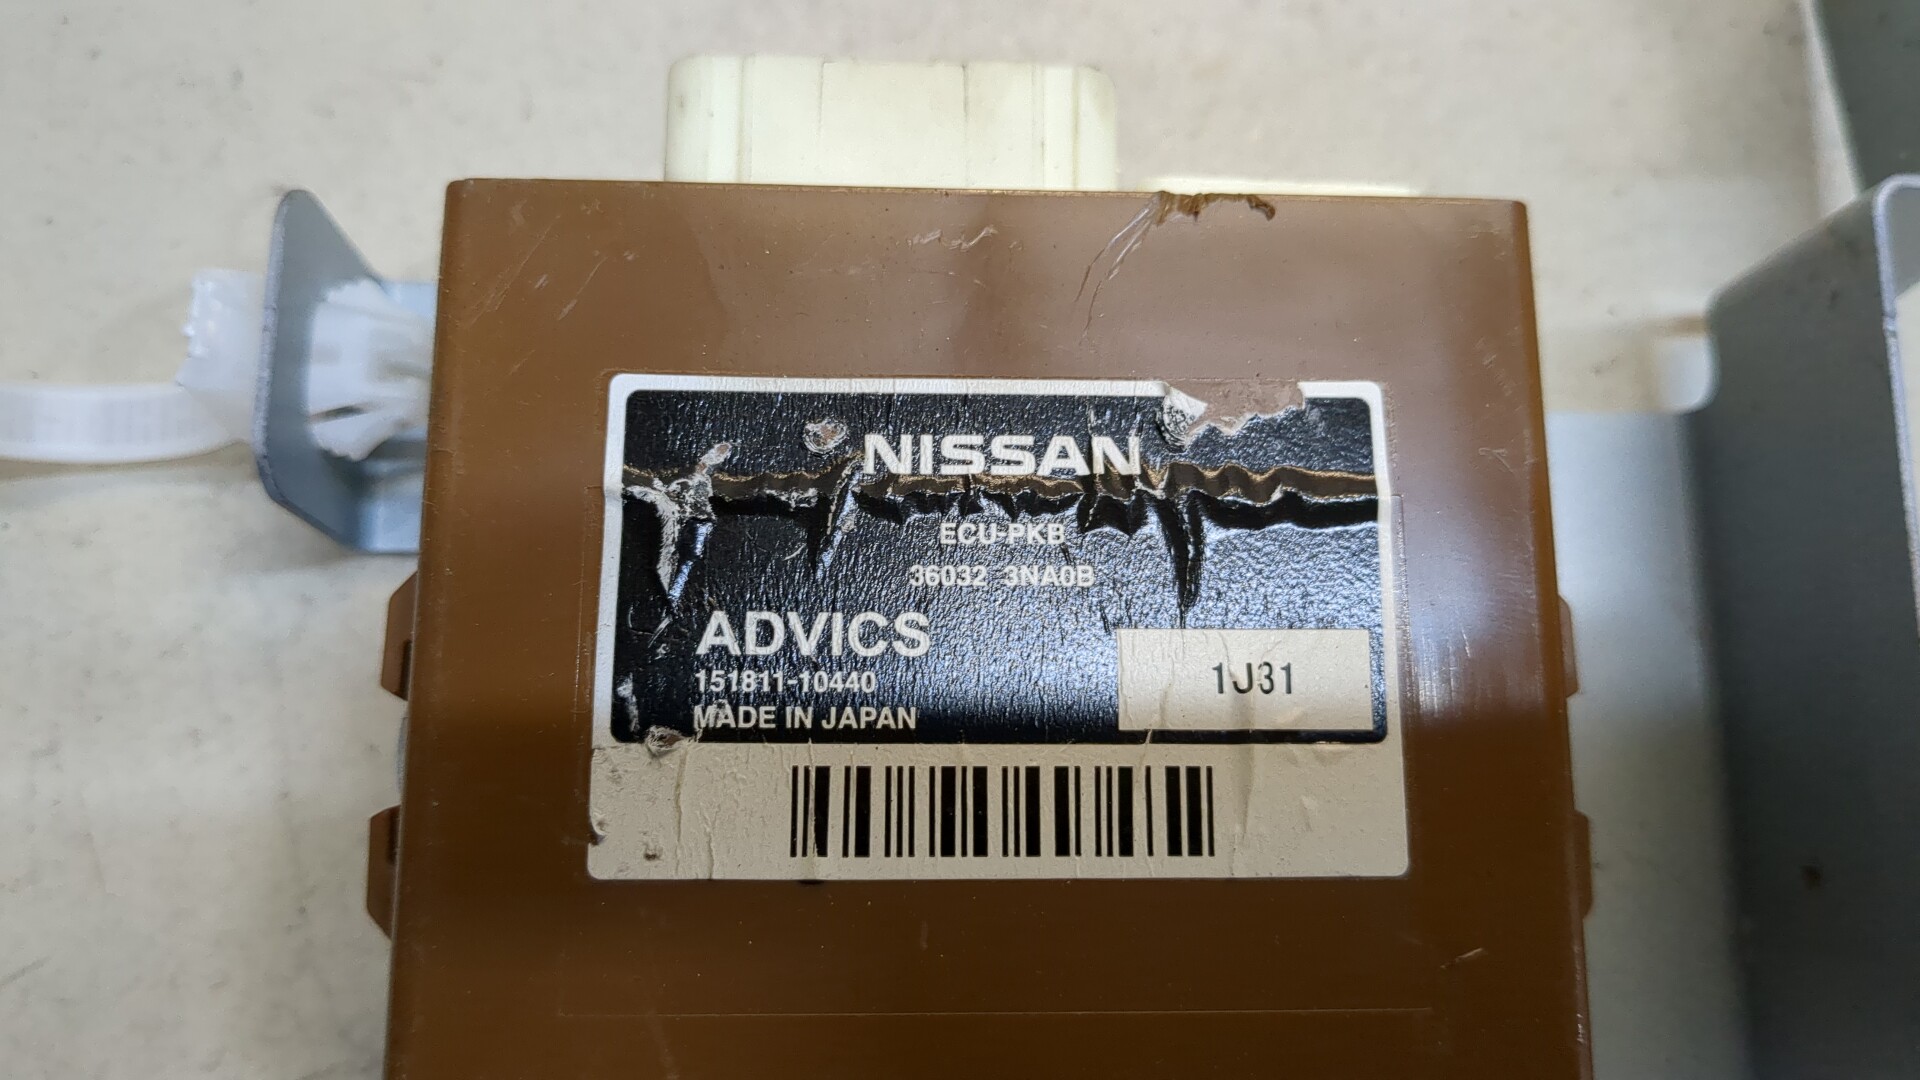 NISSAN
ECU-PKB
36032 3NA0B
ADVICS
151811-10440
MADE IN JAPAN
1J31